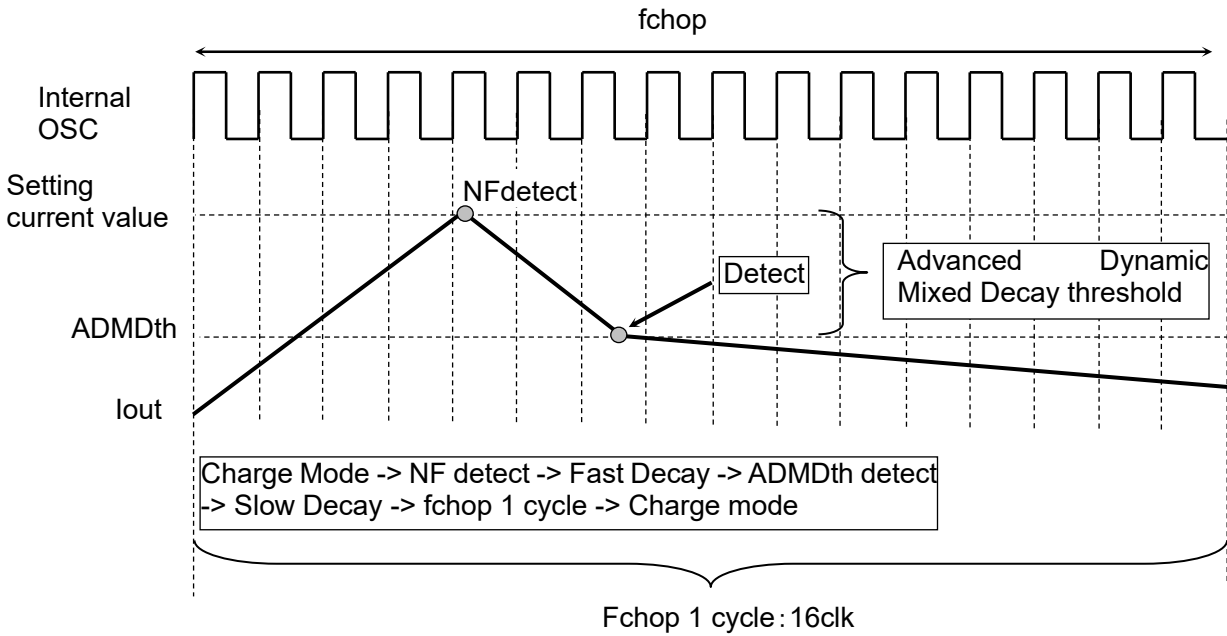 fchop
Internal
OSC
Setting
current value
NFdetect
Detect
Advanced Dynamic
Mixed Decay threshold
ADMDth
Iout
Charge Mode -> NF detect -> Fast Decay -> ADMDth detect
-> Slow Decay -> fchop 1 cycle -> Charge mode
Fchop 1 cycle：16clk